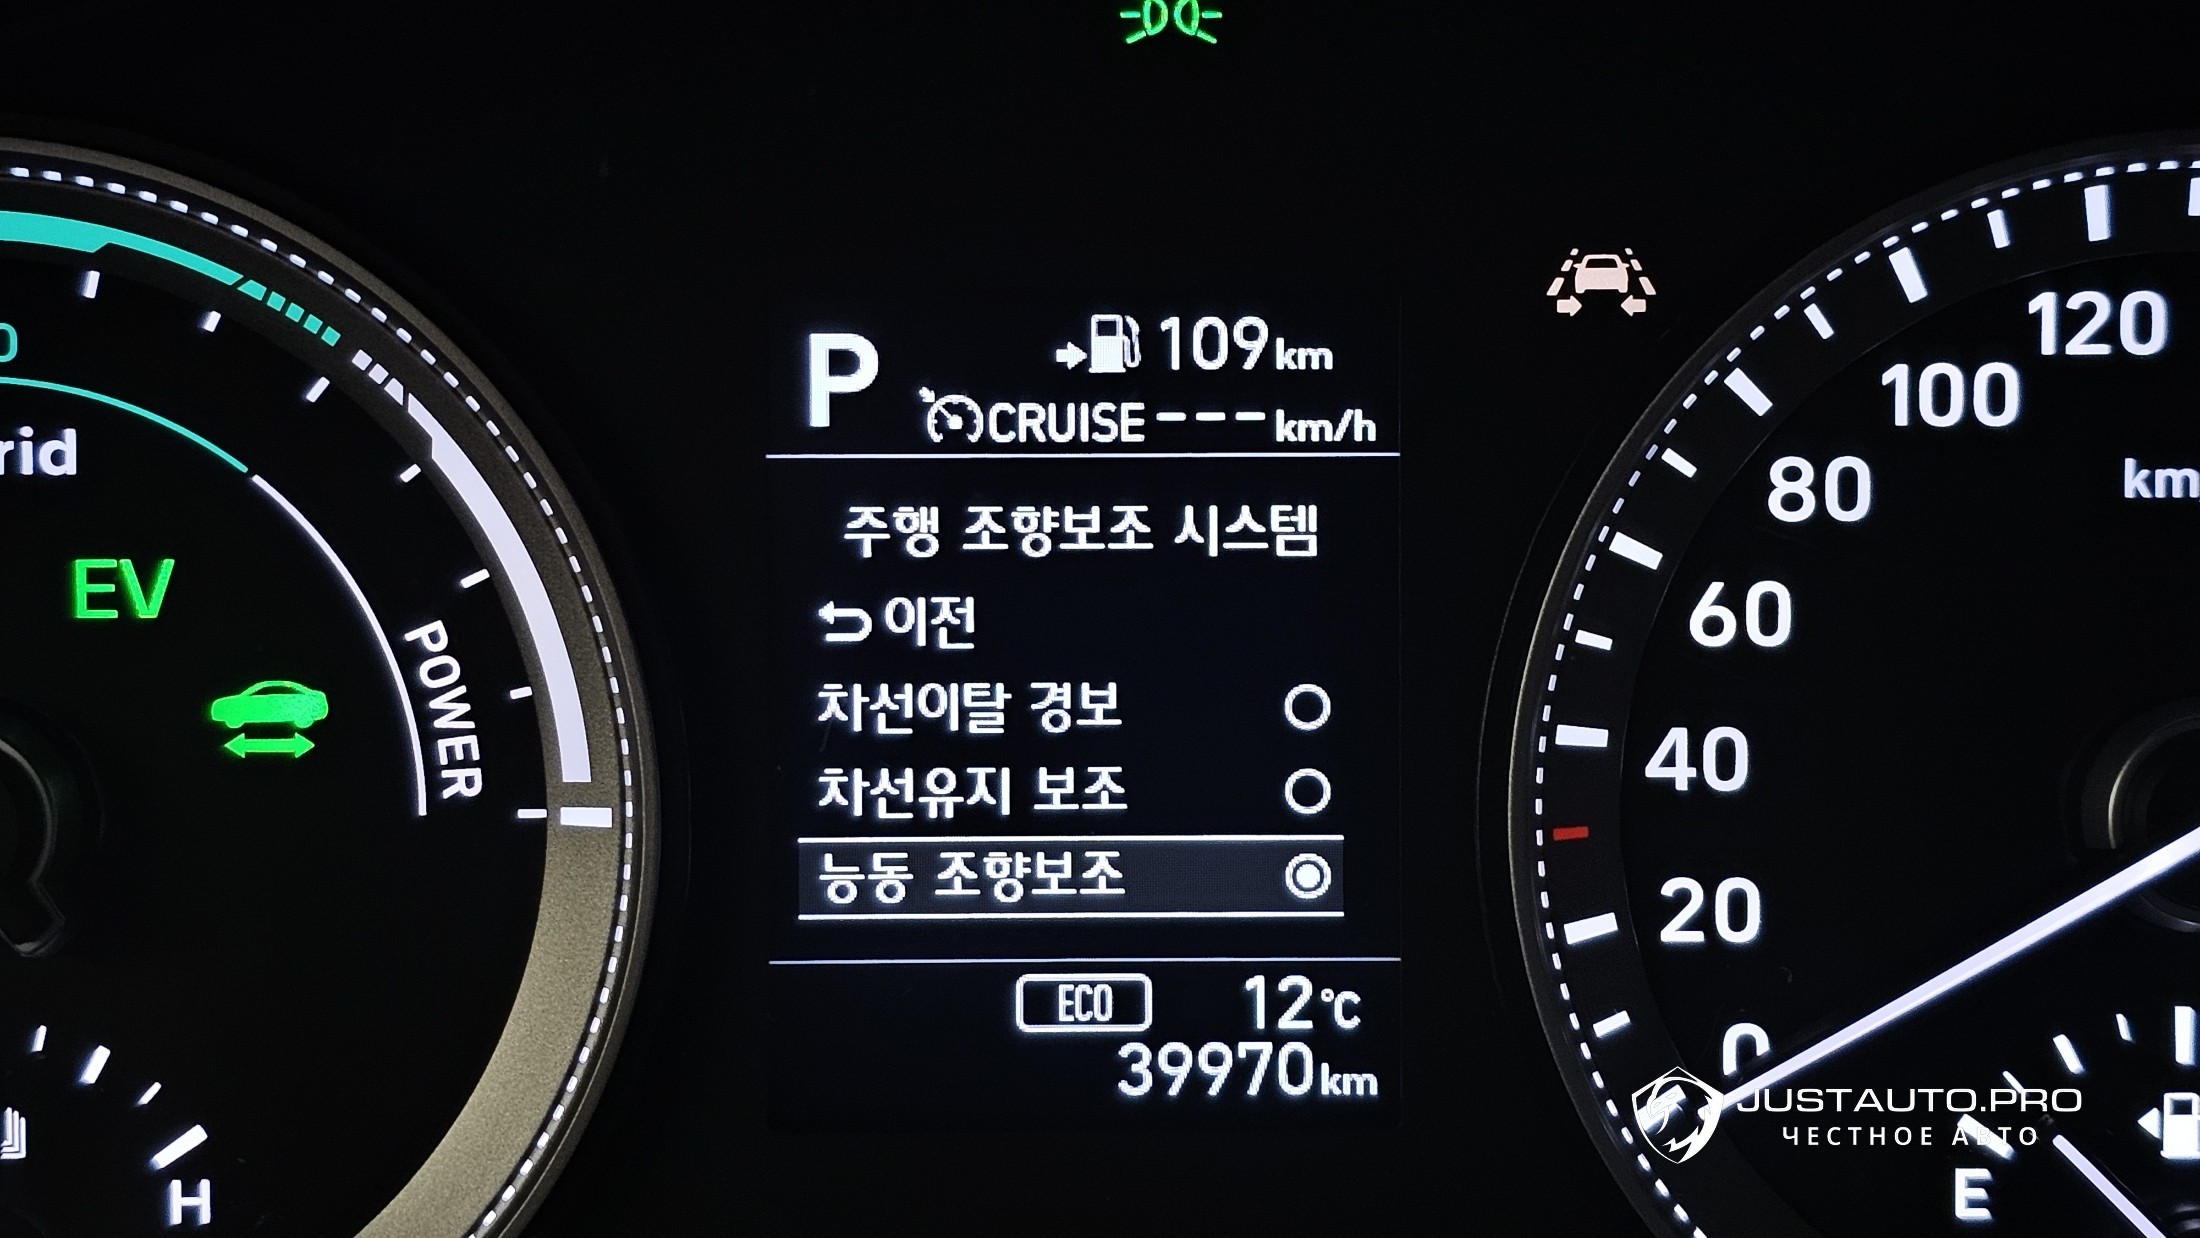 P
109km
CRUISE ---km/h
주행 조향보조 시스템
이전
차선이탈 경보
차선유지 보조
능동 조향보조
ECO 12°C
39970km
rid
EV
POWER
H
120
100
80
km
60
40
20
0
E
JUSTAUTO.PRO
ЧЕСТНОЕ АВТО